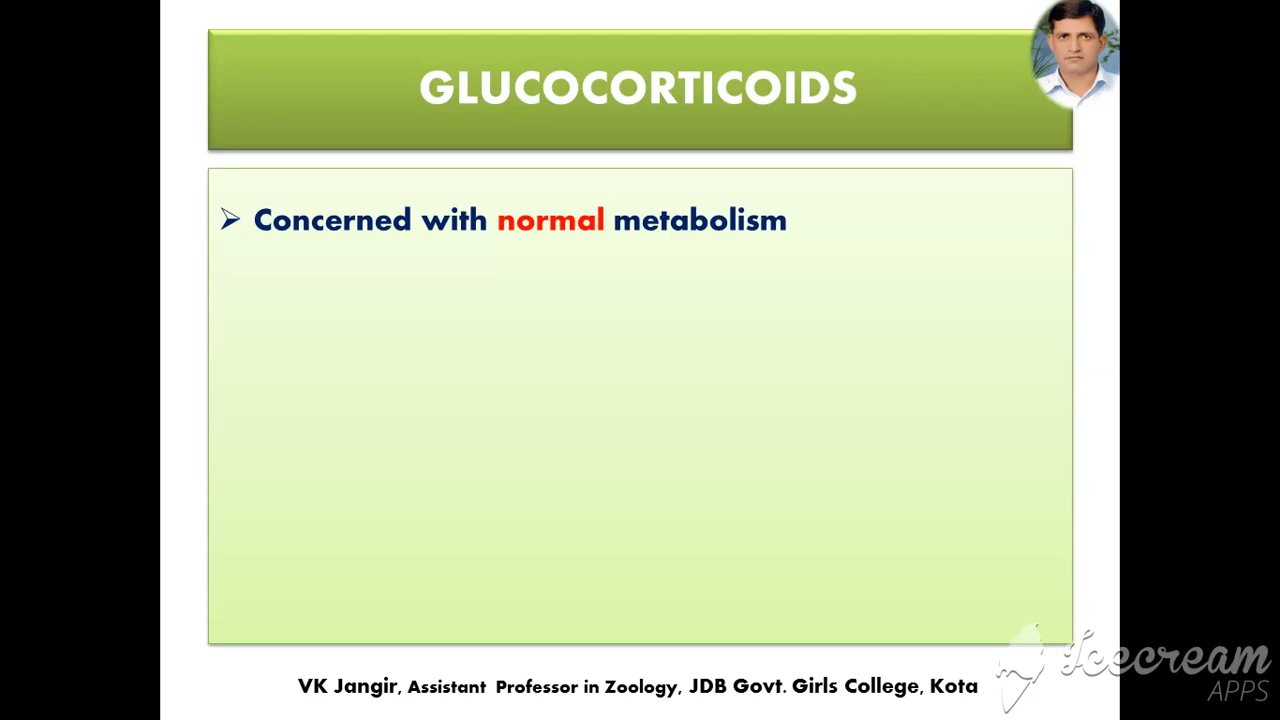 GLUCOCORTICOIDS
➢ Concerned with normal metabolism
VK Jangir, Assistant Professor in Zoology, JDB Govt. Girls College, Kota
Icecream
APPS